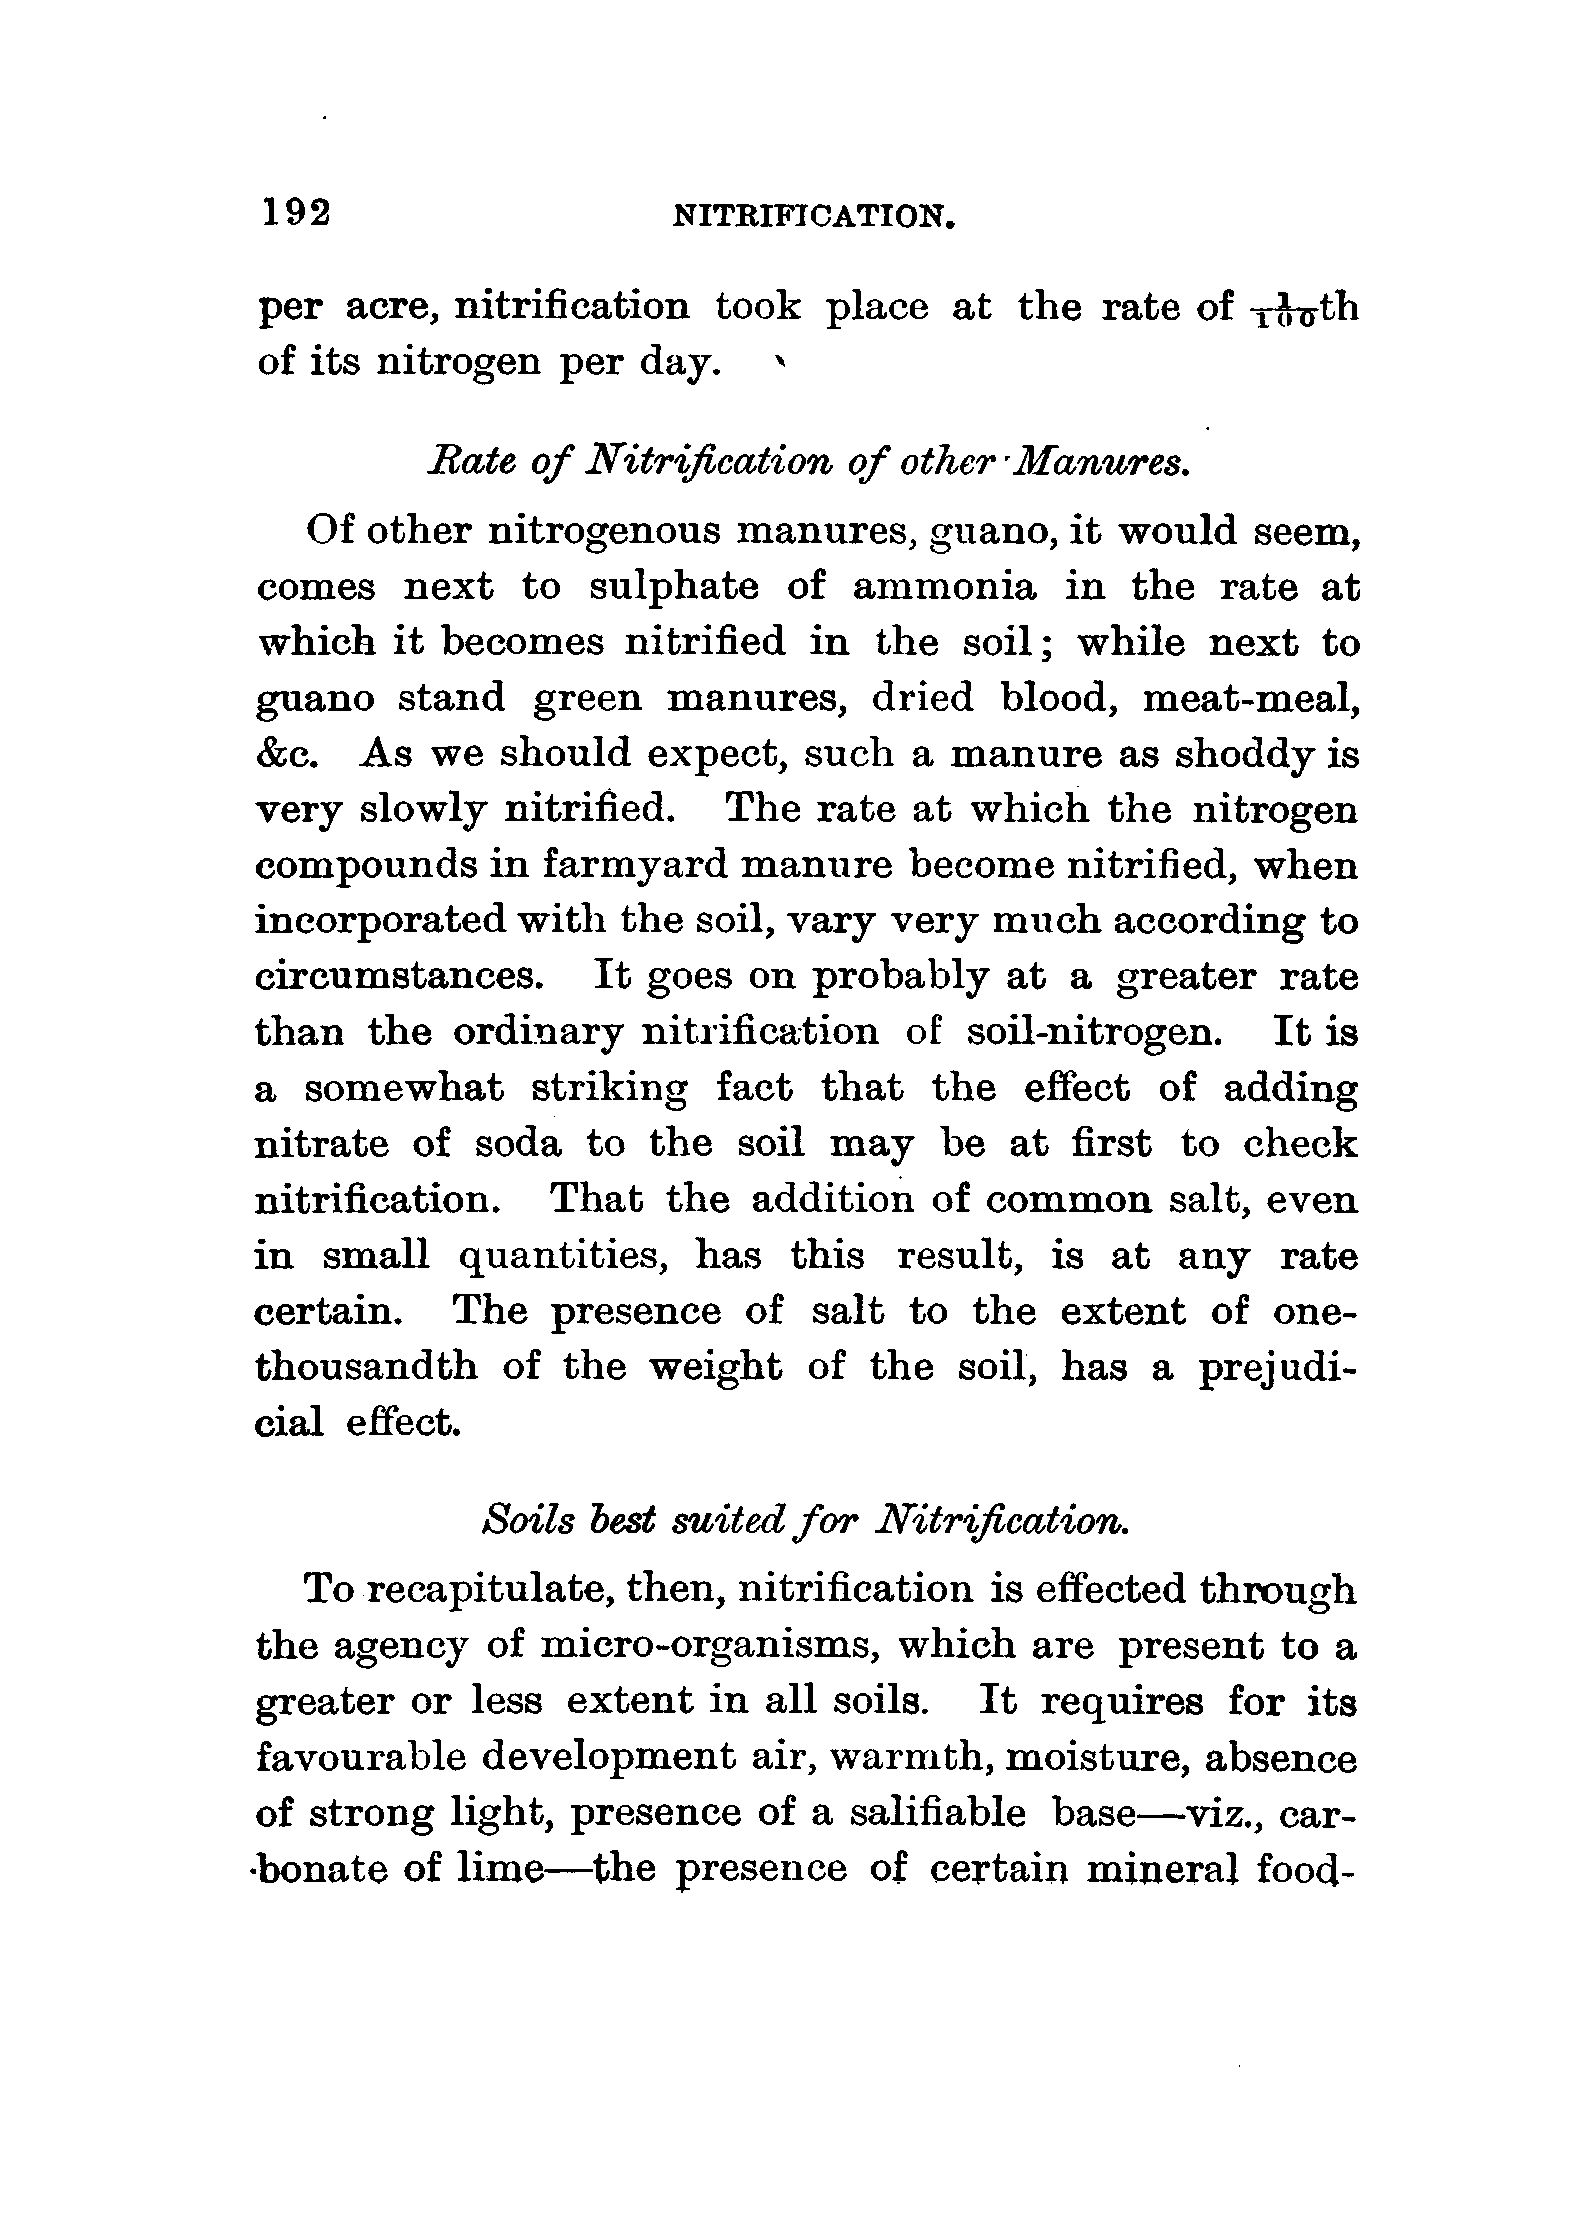 192 NITRIFICATION.
per acre, nitrification took place at the rate of 1/100th
of its nitrogen per day.
Rate of Nitrification of other Manures.
Of other nitrogenous manures, guano, it would seem,
comes next to sulphate of ammonia in the rate at
which it becomes nitrified in the soil; while next to
guano stand green manures, dried blood, meat-meal,
&c. As we should expect, such a manure as shoddy is
very slowly nitrified. The rate at which the nitrogen
compounds in farmyard manure become nitrified, when
incorporated with the soil, vary very much according to
circumstances. It goes on probably at a greater rate
than the ordinary nitrification of soil-nitrogen. It is
a somewhat striking fact that the effect of adding
nitrate of soda to the soil may be at first to check
nitrification. That the addition of common salt, even
in small quantities, has this result, is at any rate
certain. The presence of salt to the extent of one-
thousandth of the weight of the soil, has a prejudi-
cial effect.
Soils best suited for Nitrification.
To recapitulate, then, nitrification is effected through
the agency of micro-organisms, which are present to a
greater or less extent in all soils. It requires for its
favourable development air, warmth, moisture, absence
of strong light, presence of a salifiable base—viz., car-
bonate of lime—the presence of certain mineral food-